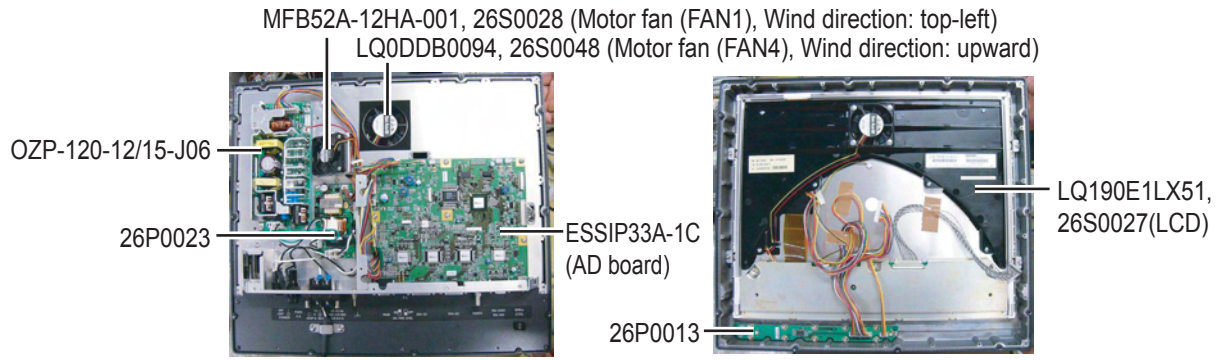 MFB52A-12HA-001, 26S0028 (Motor fan (FAN1), Wind direction: top-left)
LQ0DDB0094, 26S0048 (Motor fan (FAN4), Wind direction: upward)
OZP-120-12/15-J06
26P0023
ESSIP33A-1C
(AD board)
LQ190E1LX51,
26S0027(LCD)
26P0013